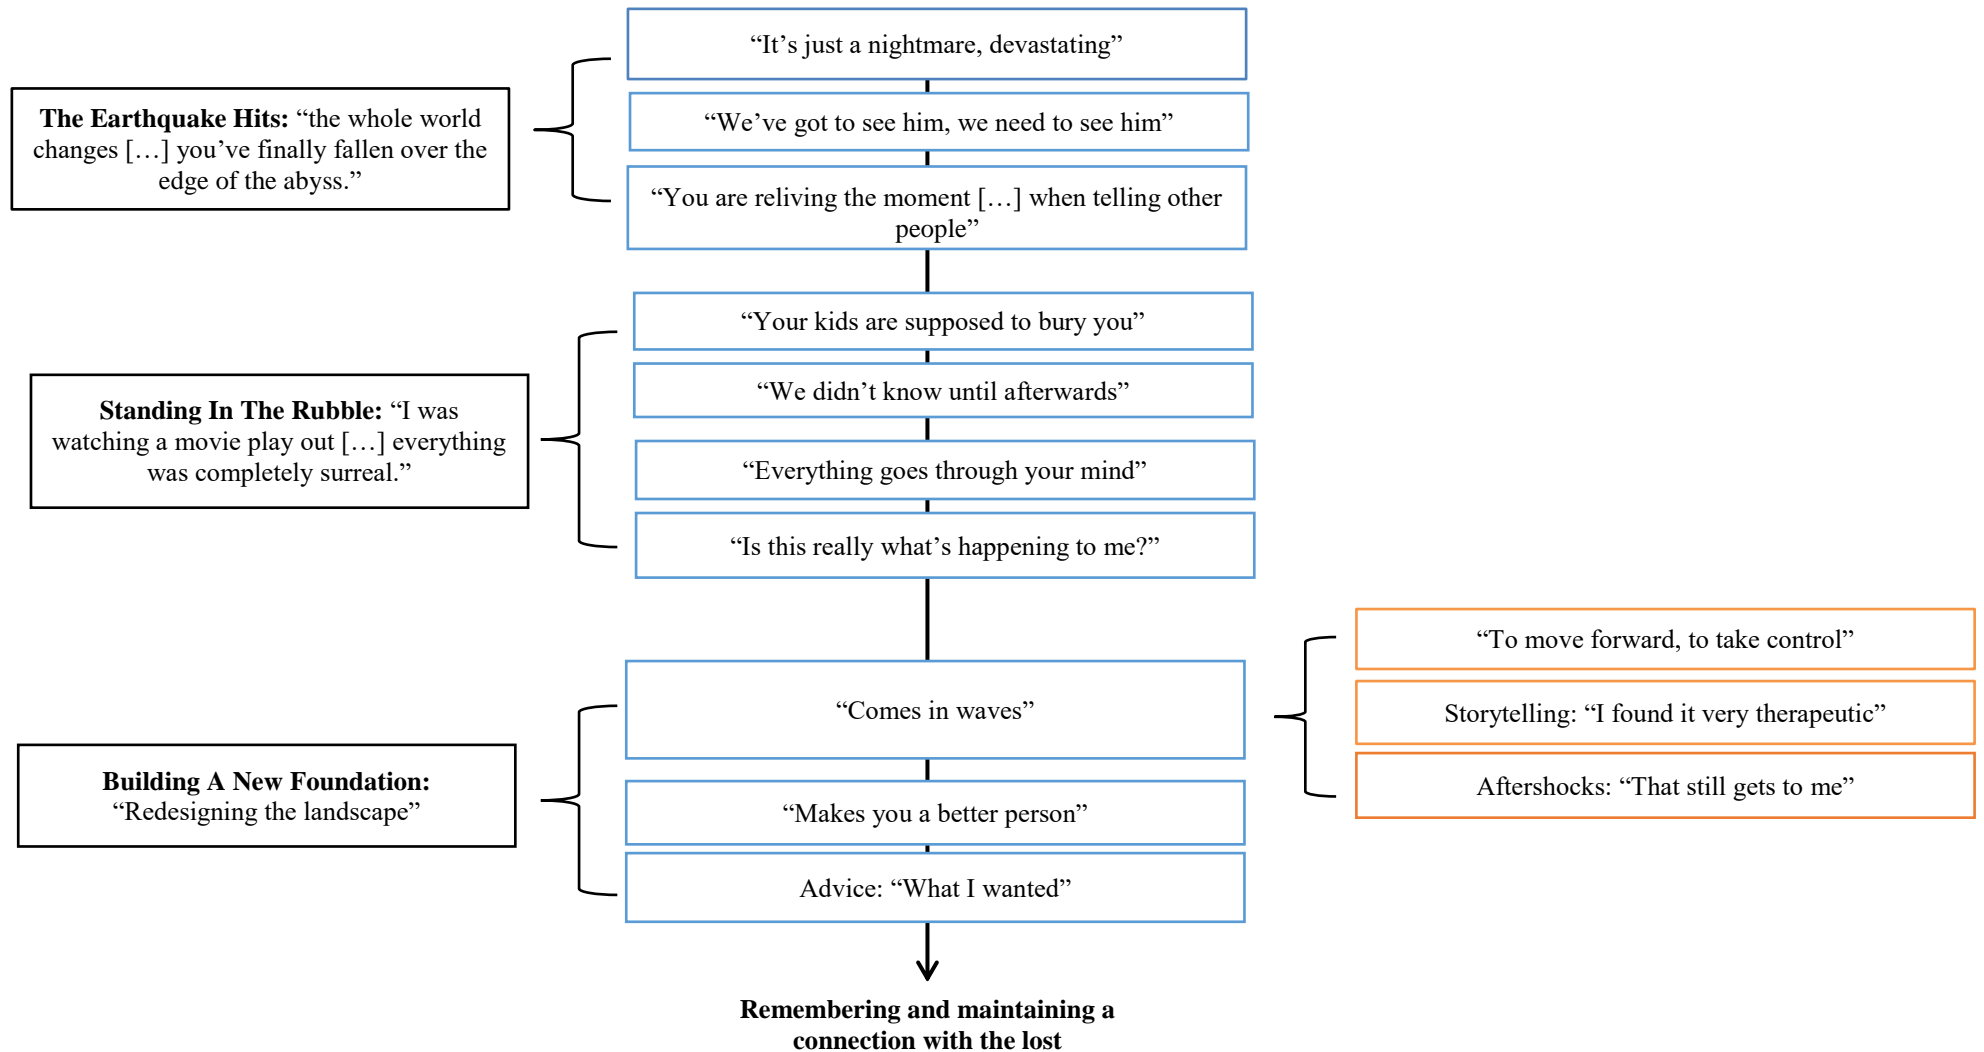 “It’s just a nightmare, devastating”
The Earthquake Hits: “the whole world
changes […] you’ve finally fallen over the
edge of the abyss.”
“We’ve got to see him, we need to see him”
“You are reliving the moment […] when telling other
people”
“Your kids are supposed to bury you”
“We didn’t know until afterwards”
Standing In The Rubble: “I was
watching a movie play out […] everything
was completely surreal.”
“Everything goes through your mind”
“Is this really what’s happening to me?”
“Comes in waves”
“To move forward, to take control”
Storytelling: “I found it very therapeutic”
Aftershocks: “That still gets to me”
Building A New Foundation:
“Redesigning the landscape”
“Makes you a better person”
Advice: “What I wanted”
Remembering and maintaining a
connection with the lost